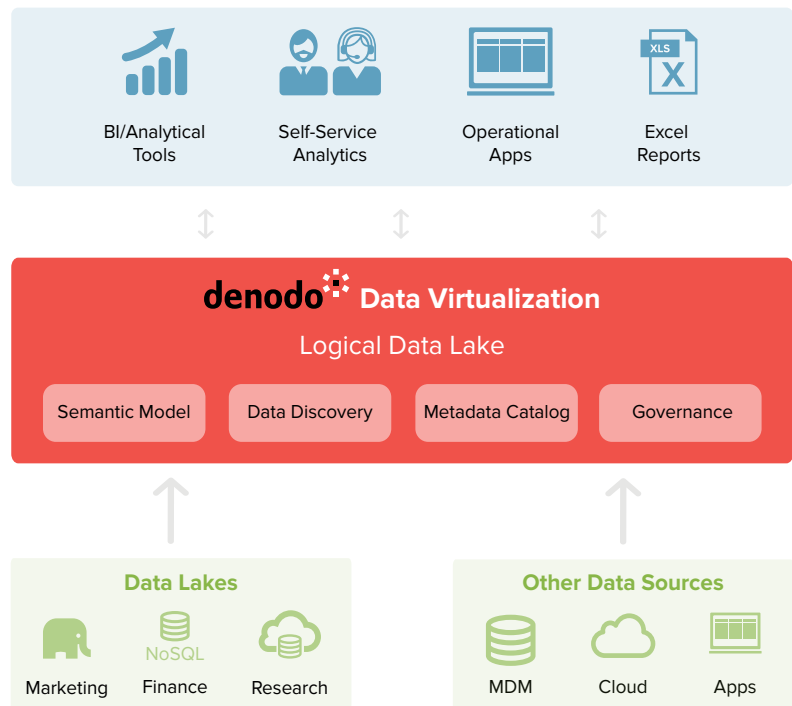 XLS
X
BI/Analytical
Tools
Self-Service
Analytics
Operational
Apps
Excel
Reports
denodo Data Virtualization
Logical Data Lake
Semantic Model
Data Discovery
Metadata Catalog
Governance
Data Lakes
NoSQL
Marketing
Finance
Research
Other Data Sources
MDM
Cloud
Apps